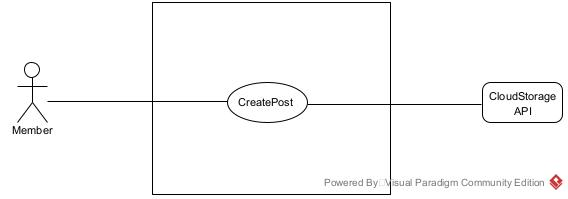 CreatePost
CloudStorage
API
Member
Powered By Visual Paradigm Community Edition